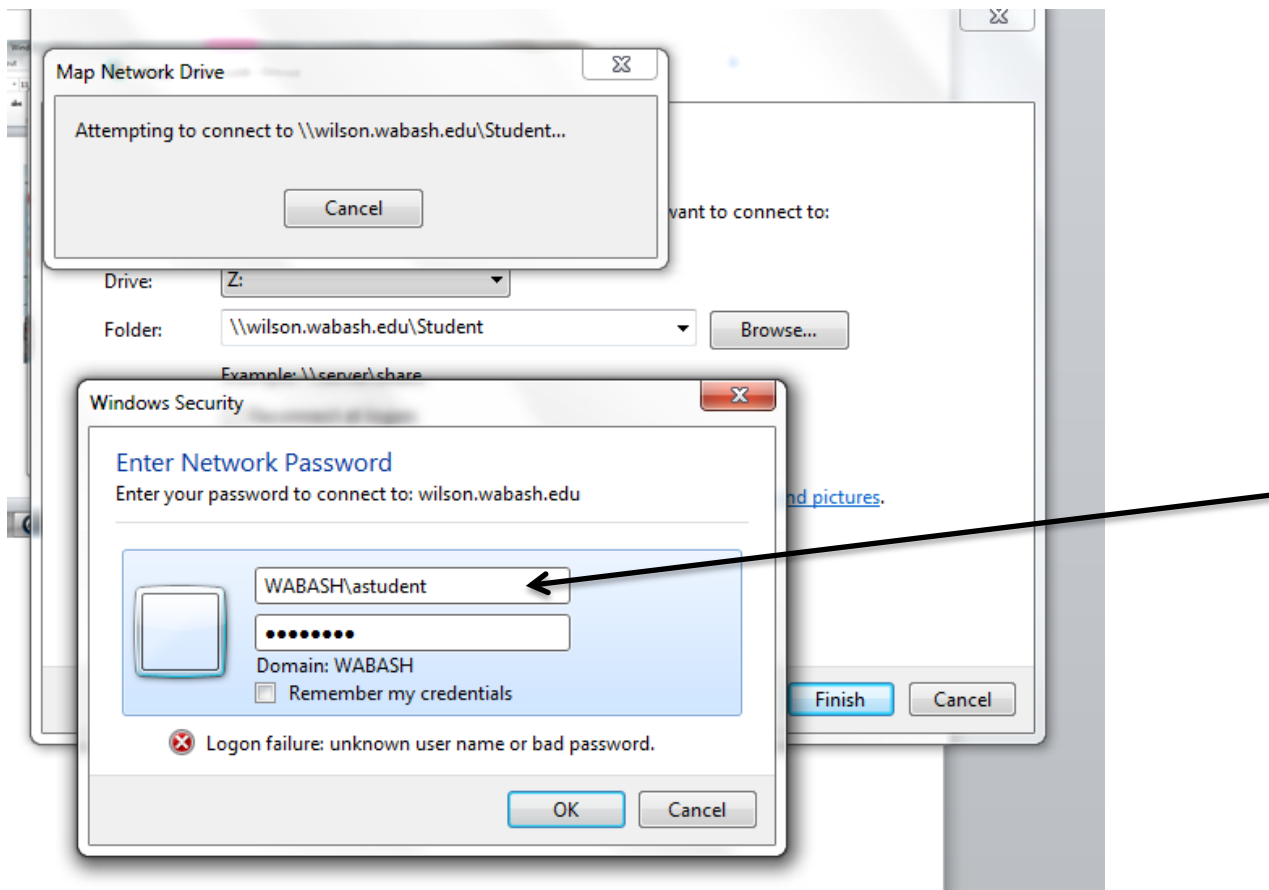 Map Network Drive
Attempting to connect to \\wilson.wabash.edu\Student...
Cancel
want to connect to:
Drive: Z:
Folder: \\wilson.wabash.edu\Student Browse...
Example: \\server\share
Windows Security
Enter Network Password
Enter your password to connect to: wilson.wabash.edu
nd pictures.
WABASH\astudent
●●●●●●●●
Domain: WABASH
Remember my credentials
Finish Cancel
Logon failure: unknown user name or bad password.
OK Cancel